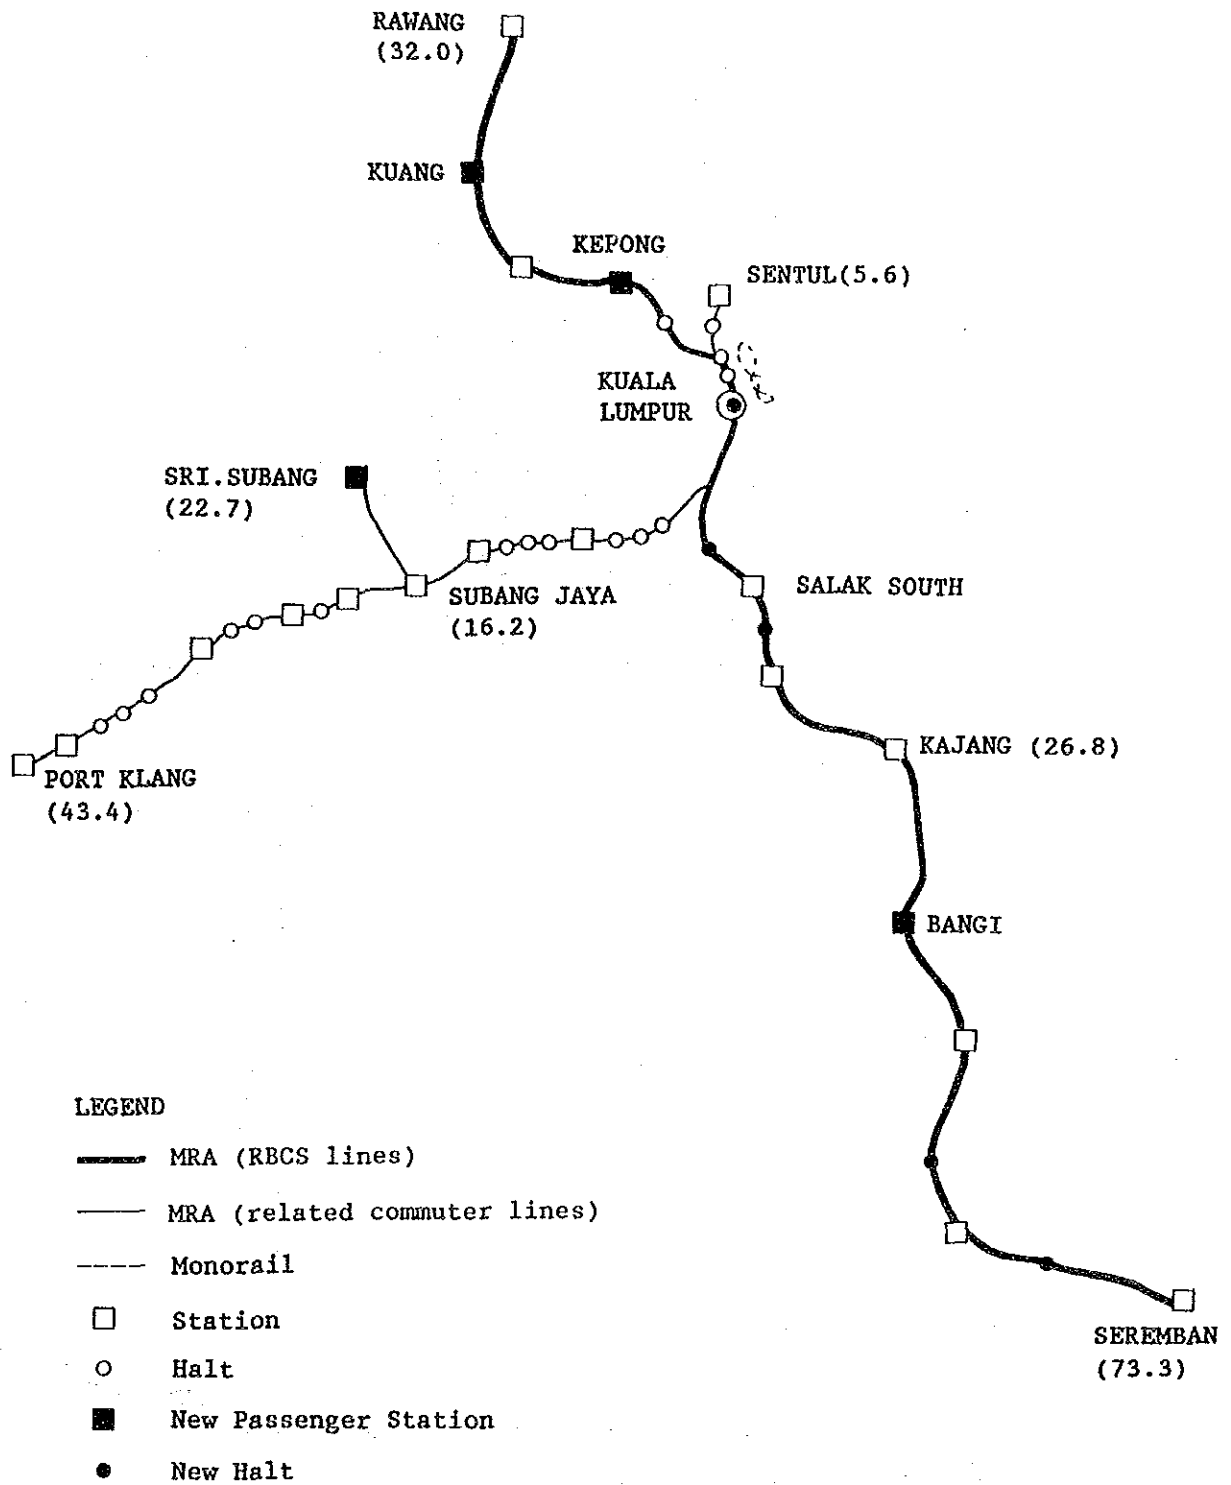 RAWANG
(32.0)
KUANG
KEPONG
SENTUL(5.6)
KUALA
LUMPUR
SRI.SUBANG
(22.7)
SUBANG JAYA
(16.2)
SALAK SOUTH
KAJANG (26.8)
PORT KLANG
(43.4)
BANGI
LEGEND
MRA (RBCS lines)
MRA (related commuter lines)
Monorail
Station
Halt
New Passenger Station
New Halt
SEREMBAN
(73.3)